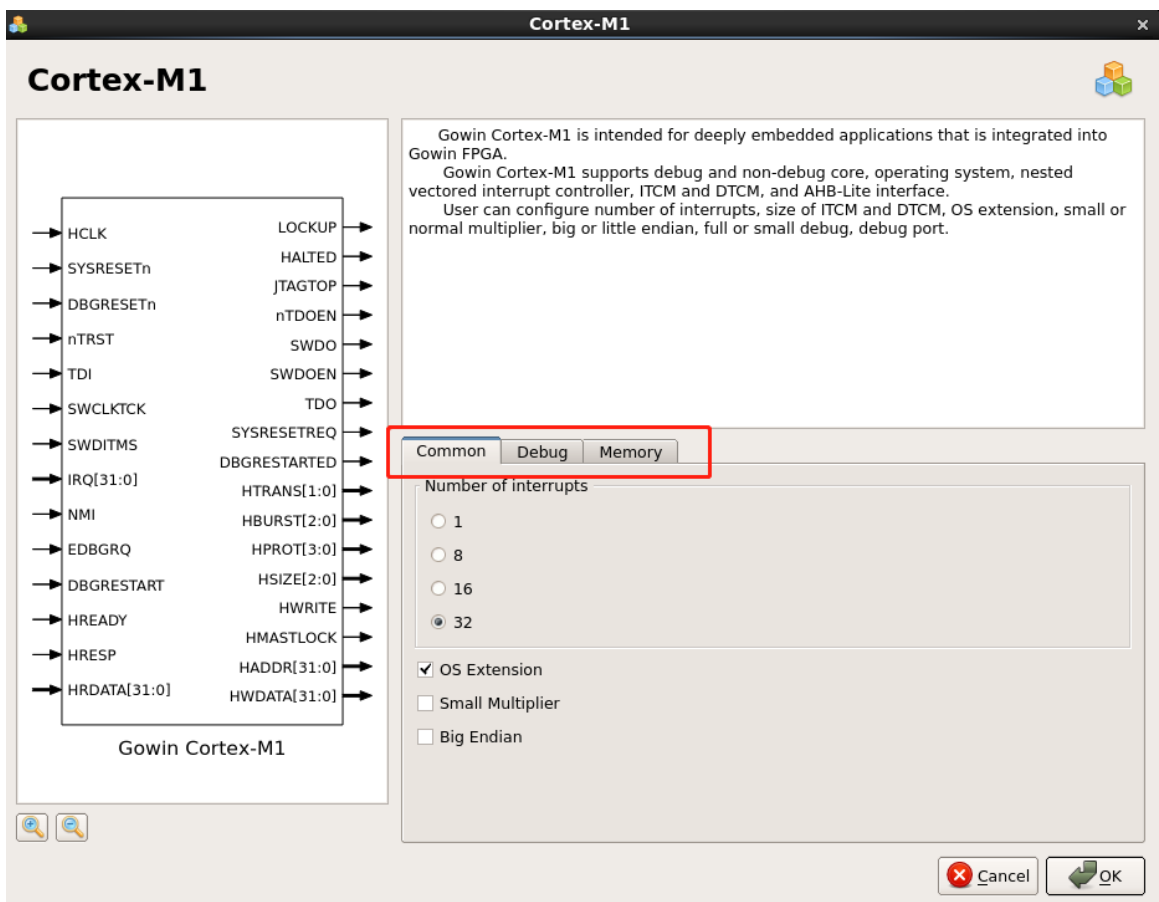 Cortex-M1
Cortex-M1
HCLK
SYSRESETn
DBGRESETn
nTRST
TDI
SWCLKTCK
SWDITMS
IRQ[31:0]
NMI
EDBGRQ
DBGRESTART
HREADY
HRESP
HRDATA[31:0]
LOCKUP
HALTED
JTAGTOP
nTDOEN
SWDO
SWDOEN
TDO
SYSRESETREQ
DBGRESTARTED
HTRANS[1:0]
HBURST[2:0]
HPROT[3:0]
HSIZE[2:0]
HWRITE
HMASTLOCK
HADDR[31:0]
HWDATA[31:0]
Gowin Cortex-M1
Gowin Cortex-M1 is intended for deeply embedded applications that is integrated into
Gowin FPGA.
Gowin Cortex-M1 supports debug and non-debug core, operating system, nested
vectored interrupt controller, ITCM and DTCM, and AHB-Lite interface.
User can configure number of interrupts, size of ITCM and DTCM, OS extension, small or
normal multiplier, big or little endian, full or small debug, debug port.
Common Debug Memory
Number of interrupts
1
8
16
32
OS Extension
Small Multiplier
Big Endian
Cancel OK